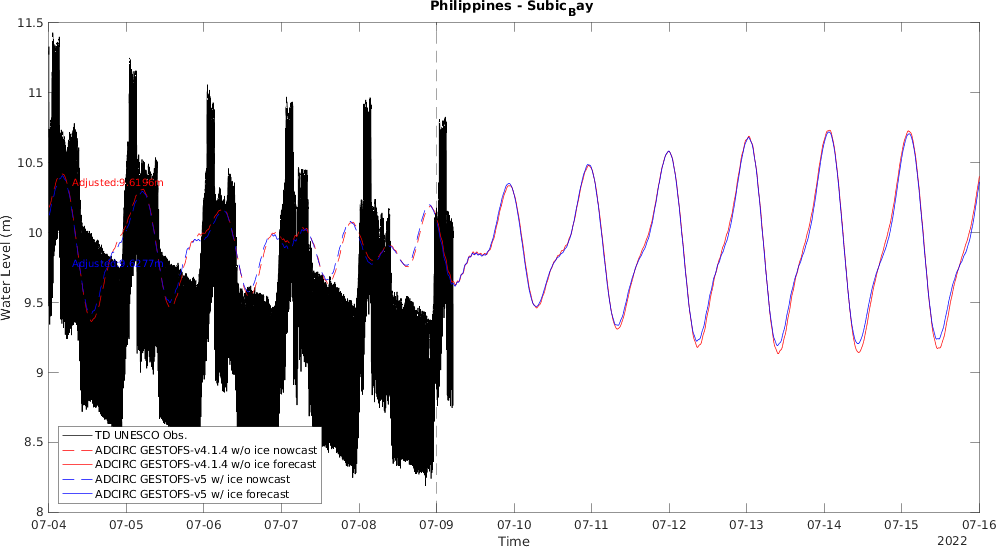 Philippines - Subic_Bay
11.5
11
10.5
10
9.5
9
8.5
8
Water Level (m)
Adjusted:9.6196m
TD UNESCO Obs.
ADCIRC GESTOFS-v4.1.4 w/o ice nowcast
ADCIRC GESTOFS-v4.1.4 w/o ice forecast
ADCIRC GESTOFS-v5 w/ ice nowcast
ADCIRC GESTOFS-v5 w/ ice forecast
07-04 07-05 07-06 07-07 07-08 07-09 07-10 07-11 07-12 07-13 07-14 07-15 07-16
Time
2022